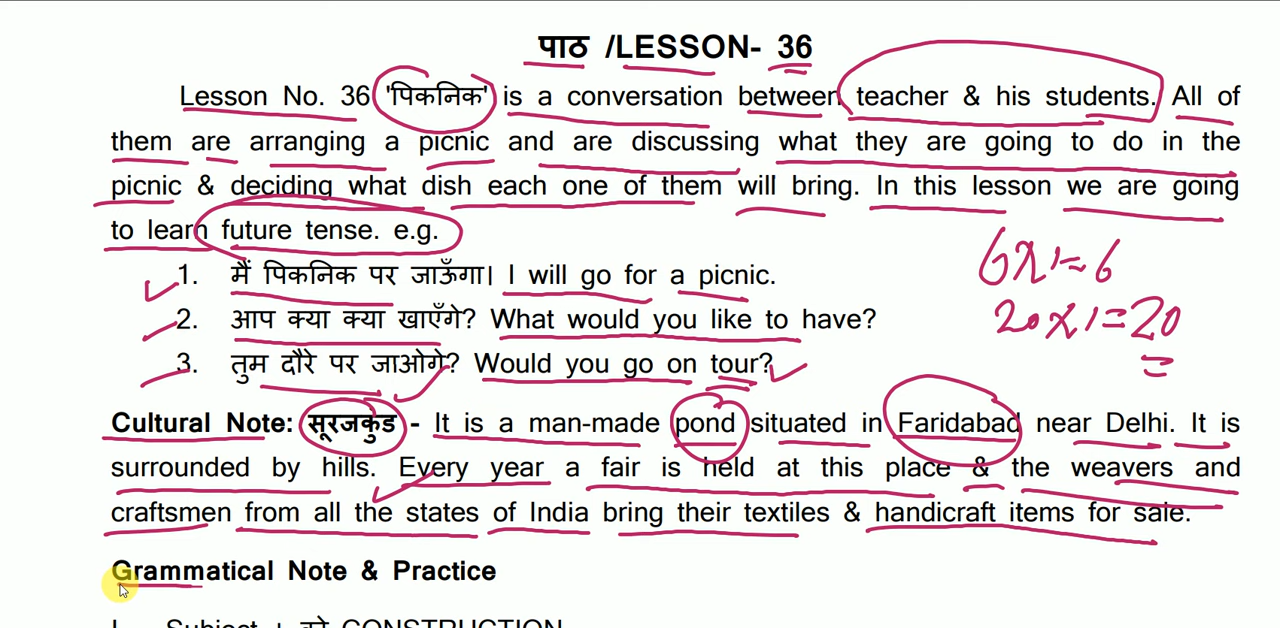 पाठ /LESSON- 36
Lesson No. 36 'पिकनिक' is a conversation between teacher & his students. All of
them are arranging a picnic and are discussing what they are going to do in the
picnic & deciding what dish each one of them will bring. In this lesson we are going
to learn future tense. e.g.
1. मैं पिकनिक पर जाऊँगा। I will go for a picnic.
6x1=6
2. आप क्या क्या खाएँगे? What would you like to have?
20x1=20
3. तुम दौरे पर जाओगे? Would you go on tour?
Cultural Note: सूरजकुंड - It is a man-made pond situated in Faridabad near Delhi. It is
surrounded by hills. Every year a fair is held at this place & the weavers and
craftsmen from all the states of India bring their textiles & handicraft items for sale.
Grammatical Note & Practice
I. Subject + को CONSTRUCTION